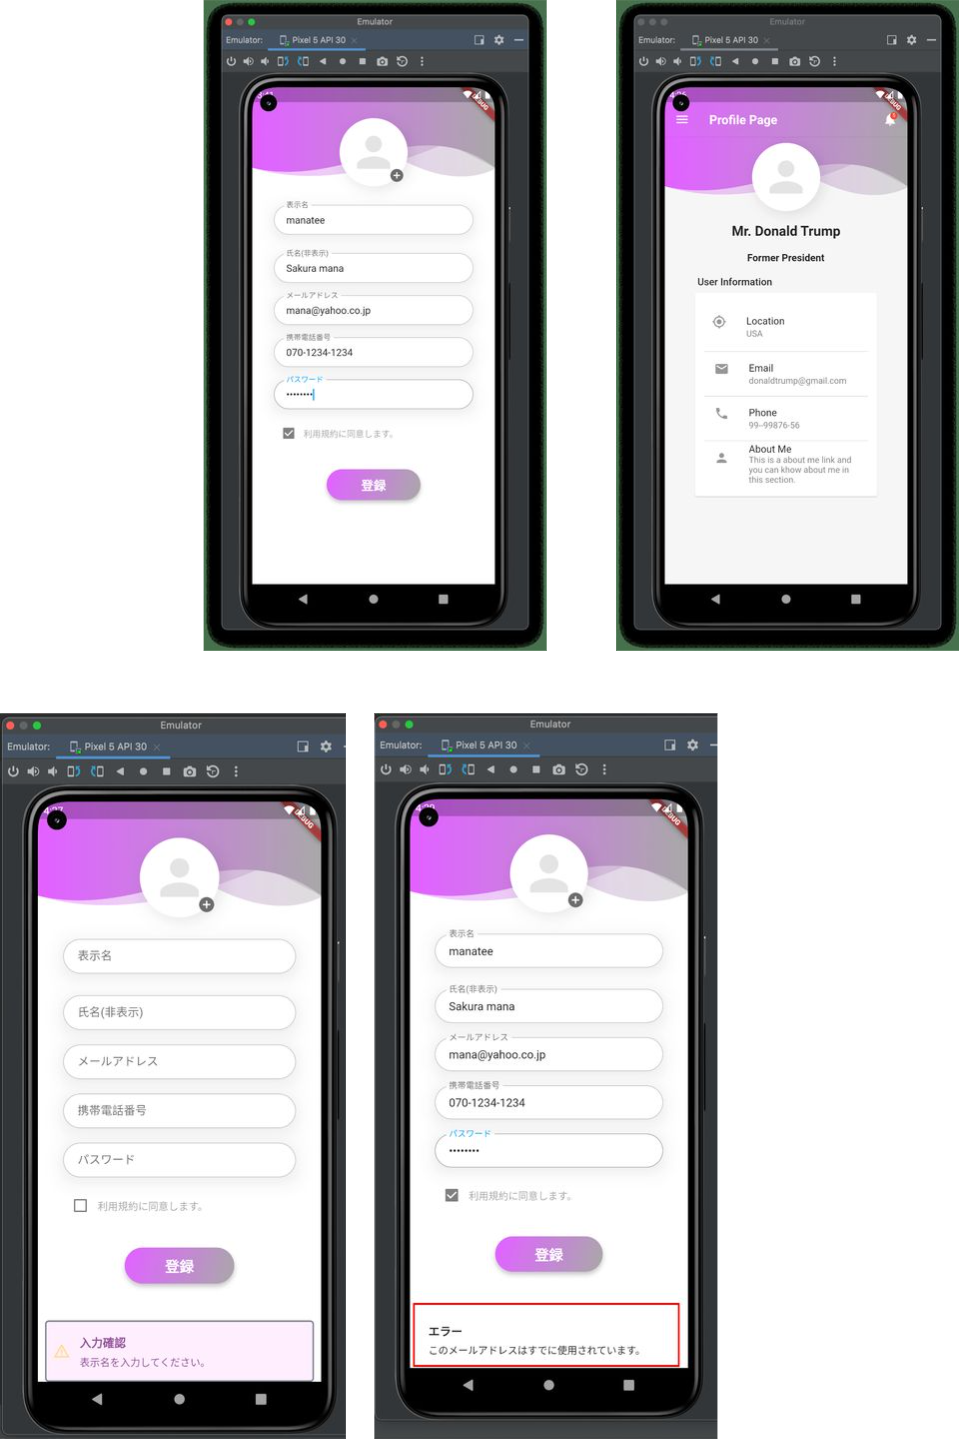 Emulator
Emulator: Pixel 5 API 30
DEBUG
表示名
manatee
氏名(非表示)
Sakura mana
メールアドレス
mana@yahoo.co.jp
携帯電話番号
070-1234-1234
パスワード
••••••••
利用規約に同意します。
登録
Emulator
Emulator: Pixel 5 API 30
DEBUG
Profile Page
Mr. Donald Trump
Former President
User Information
Location
USA
Email
donaldtrump@gmail.com
Phone
99--99876-56
About Me
This is a about me link and
you can khow about me in
this section.
Emulator
Emulator: Pixel 5 API 30
DEBUG
表示名
氏名(非表示)
メールアドレス
携帯電話番号
パスワード
利用規約に同意します。
登録
入力確認
表示名を入力してください。
Emulator
Emulator: Pixel 5 API 30
DEBUG
表示名
manatee
氏名(非表示)
Sakura mana
メールアドレス
mana@yahoo.co.jp
携帯電話番号
070-1234-1234
パスワード
••••••••
利用規約に同意します。
登録
エラー
このメールアドレスはすでに使用されています。